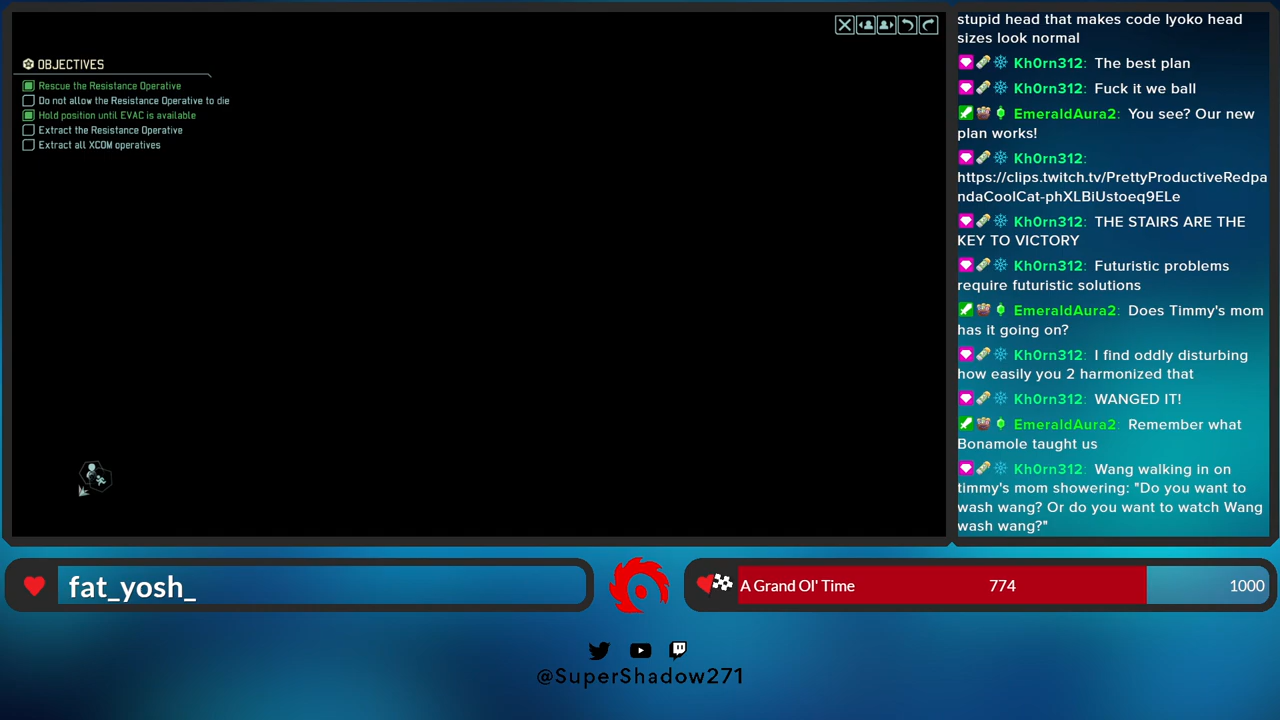 OBJECTIVES
Rescue the Resistance Operative
Do not allow the Resistance Operative to die
Hold position until EVAC is available
Extract the Resistance Operative
Extract all XCOM operatives
stupid head that makes code lyoko head
sizes look normal
Kh0rn312: The best plan
Kh0rn312: Fuck it we ball
EmeraldAura2: You see? Our new
plan works!
Kh0rn312:
https://clips.twitch.tv/PrettyProductiveRedpa
ndaCoolCat-phXLBiUstoeq9ELe
Kh0rn312: THE STAIRS ARE THE
KEY TO VICTORY
Kh0rn312: Futuristic problems
require futuristic solutions
EmeraldAura2: Does Timmy's mom
has it going on?
Kh0rn312: I find oddly disturbing
how easily you 2 harmonized that
Kh0rn312: WANGED IT!
EmeraldAura2: Remember what
Bonamole taught us
Kh0rn312: Wang walking in on
timmy's mom showering: "Do you want to
wash wang? Or do you want to watch Wang
wash wang?"
fat_yosh_
A Grand Ol' Time 774 1000
@SuperShadow271